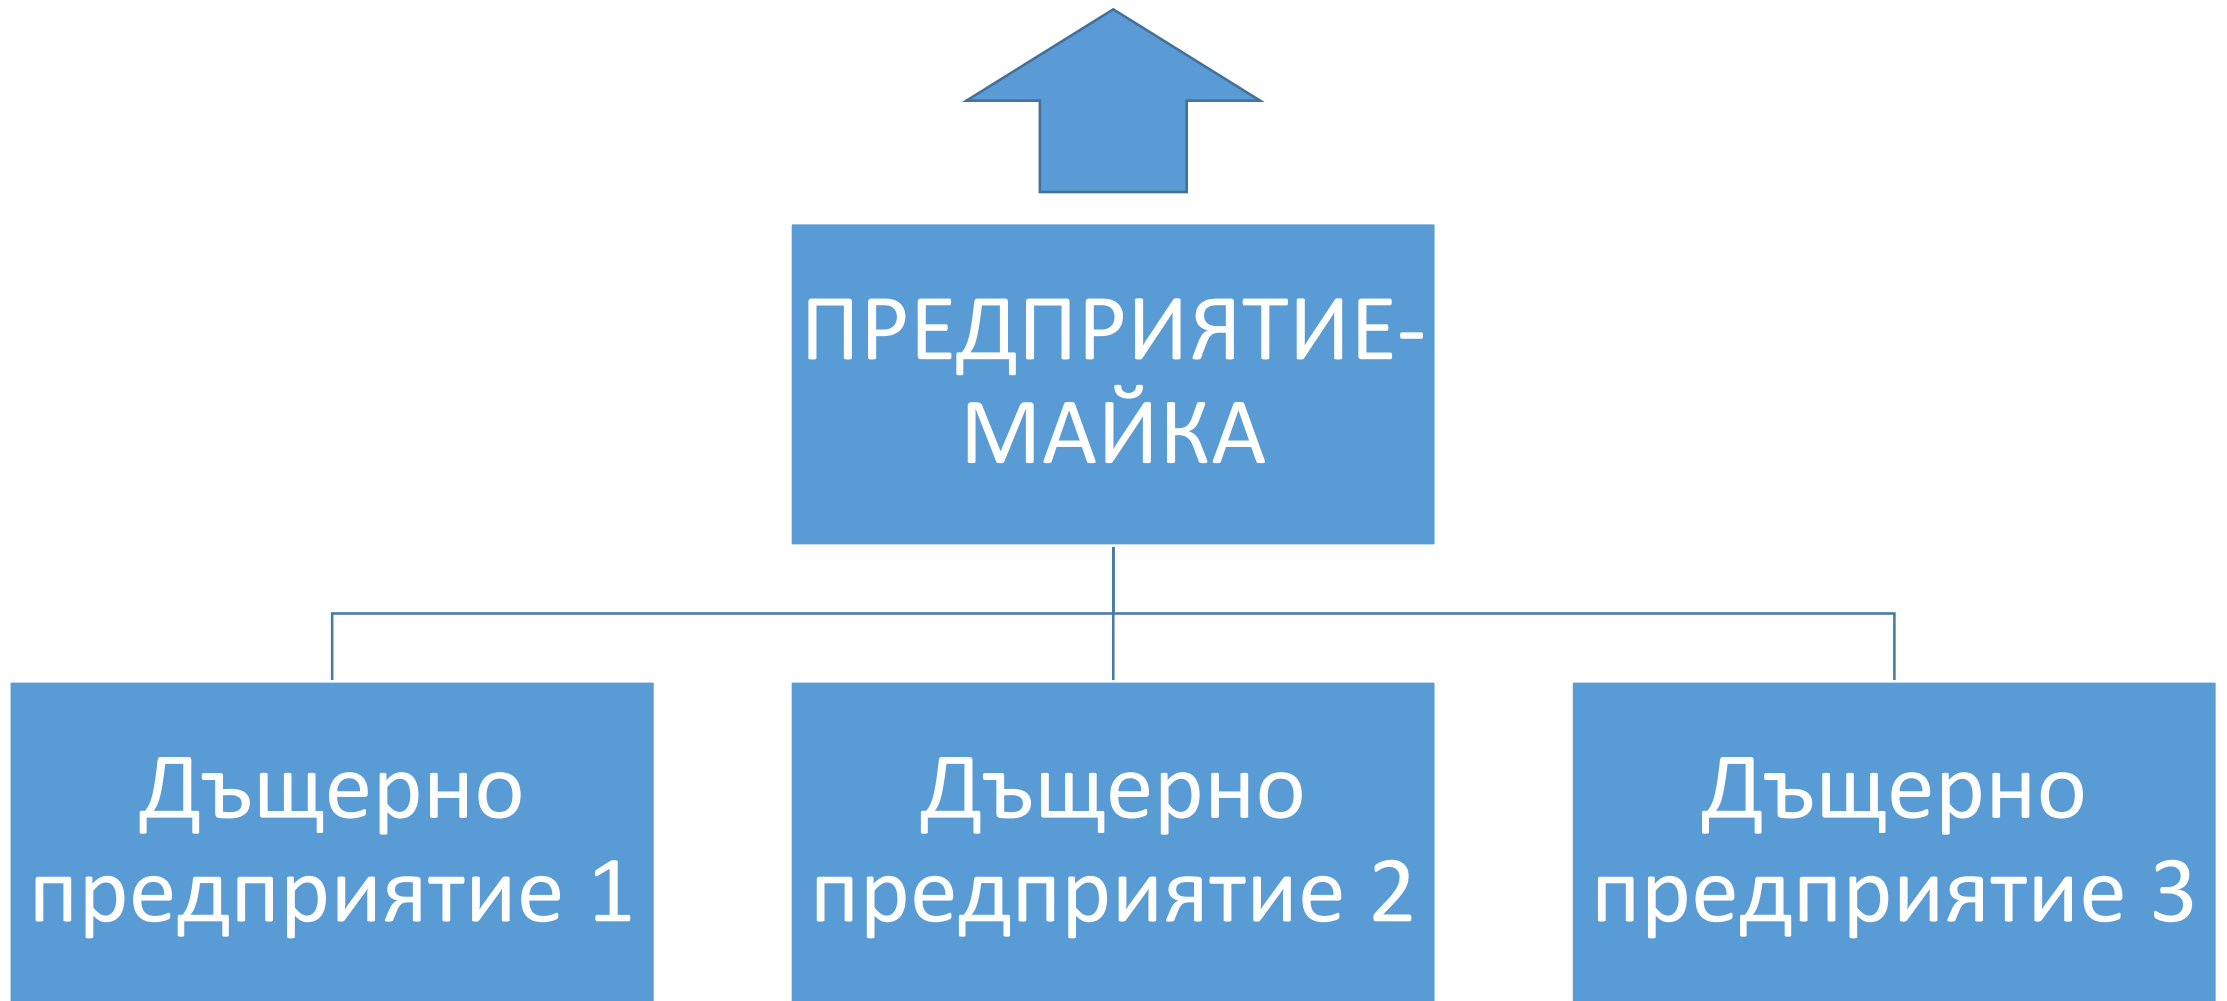 ПРЕДПРИЯТИЕ-
МАЙКА
Дъщерно
предприятие 1
Дъщерно
предприятие 2
Дъщерно
предприятие 3